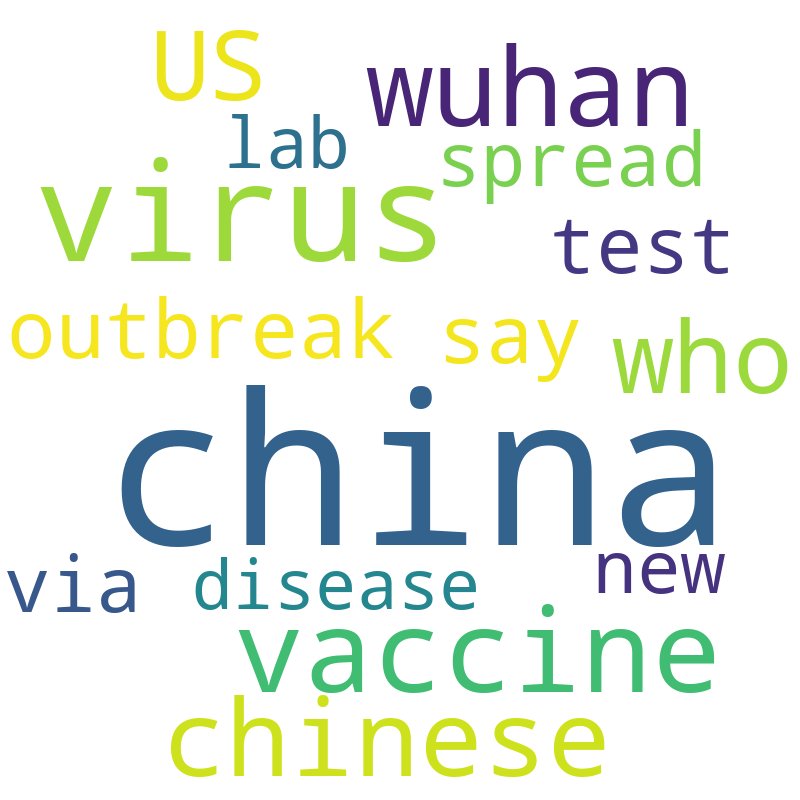 US
wuhan
lab
spread
virus
test
outbreak say
who
china
via
disease
new
vaccine
chinese